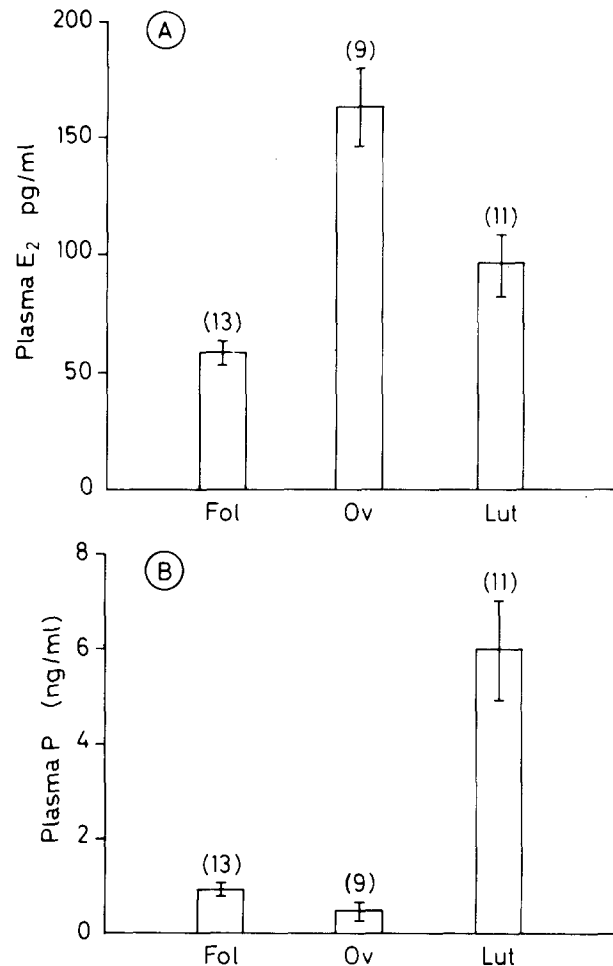 A
Plasma E₂ pg/ml
200
150
100
50
0
(13)
(9)
(11)
Fol Ov Lut
B
Plasma P (ng/ml)
8
6
4
2
0
(13)
(9)
(11)
Fol Ov Lut